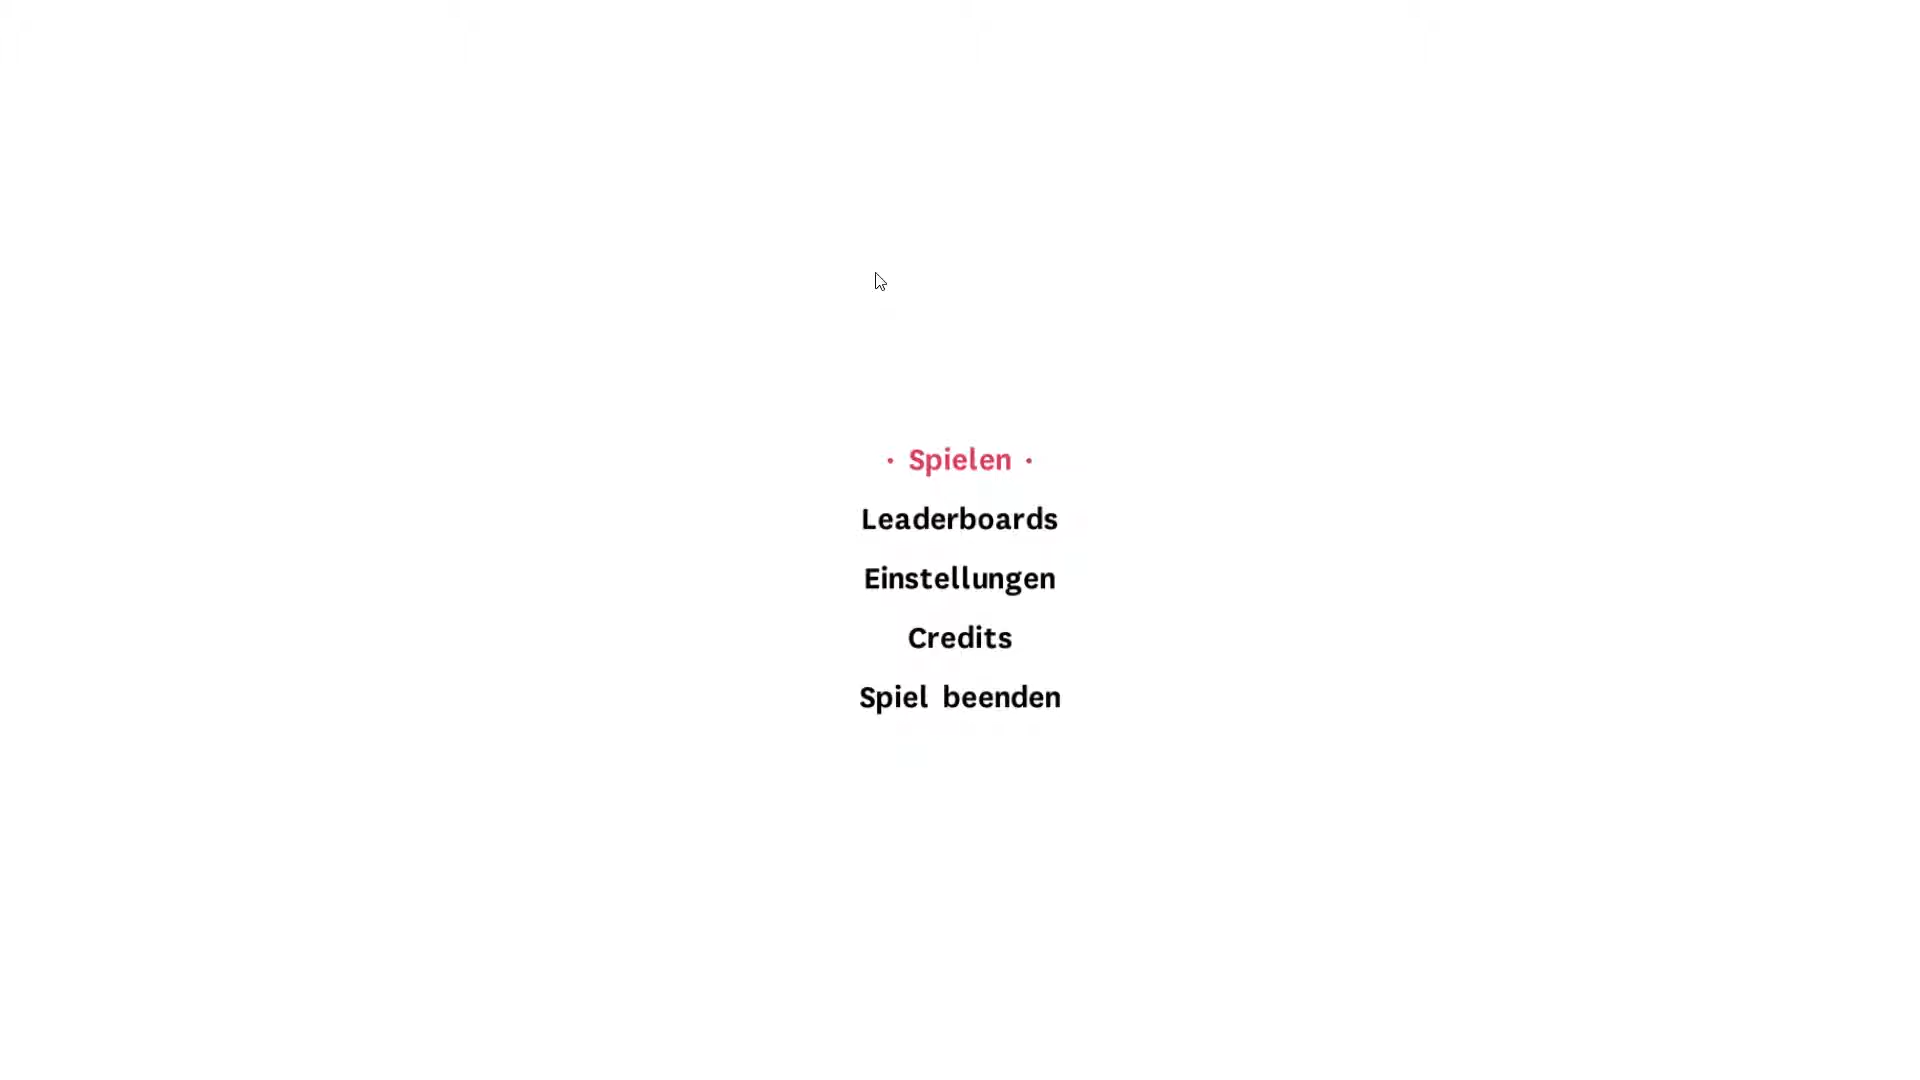 · Spielen ·
Leaderboards
Einstellungen
Credits
Spiel beenden